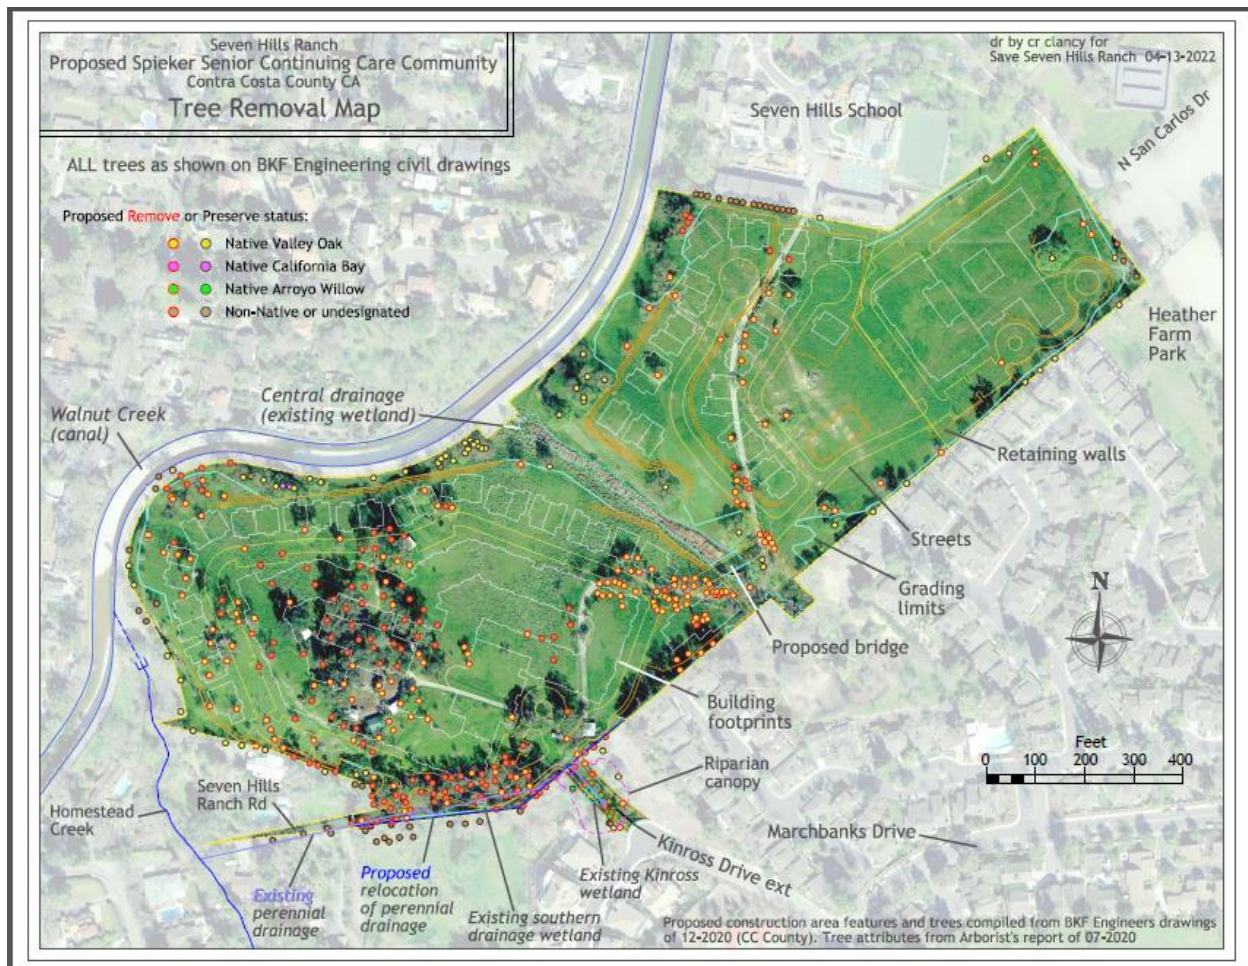 Seven Hills Ranch
Proposed Spieker Senior Continuing Care Community
Contra Costa County CA
Tree Removal Map
dr by cr clancy for
Save Seven Hills Ranch 04-13-2022
Seven Hills School
N San Carlos Dr
ALL trees as shown on BKF Engineering civil drawings
Proposed Remove or Preserve status:
Native Valley Oak
Native California Bay
Native Arroyo Willow
Non-Native or undesignated
Heather
Farm
Park
Central drainage
(existing wetland)
Walnut Creek
(canal)
Retaining walls
Streets
Grading
limits
N
Proposed bridge
Building
footprints
Feet
0 100 200 300 400
Riparian
canopy
Seven Hills
Ranch Rd
Homestead
Creek
Marchbanks Drive
Kinross Drive ext
Existing
perennial
drainage
Proposed
relocation
of perennial
drainage
Existing southern
drainage wetland
Existing Kinross
wetland
Proposed construction area features and trees compiled from BKF Engineers drawings
of 12-2020 (CC County). Tree attributes from Arborist's report of 07-2020